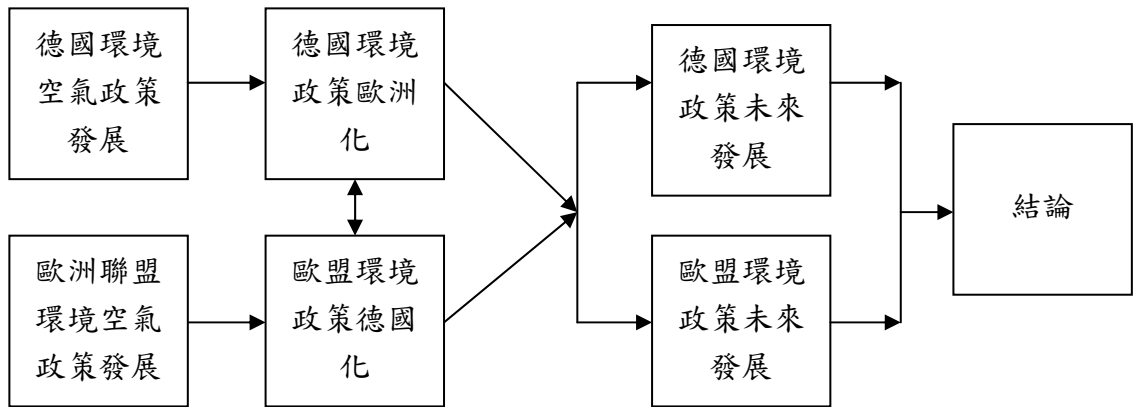 德國環境
空氣政策
發展
德國環境
政策歐洲
化
德國環境
政策未來
發展
結論
歐洲聯盟
環境空氣
政策發展
歐盟環境
政策德國
化
歐盟環境
政策未來
發展